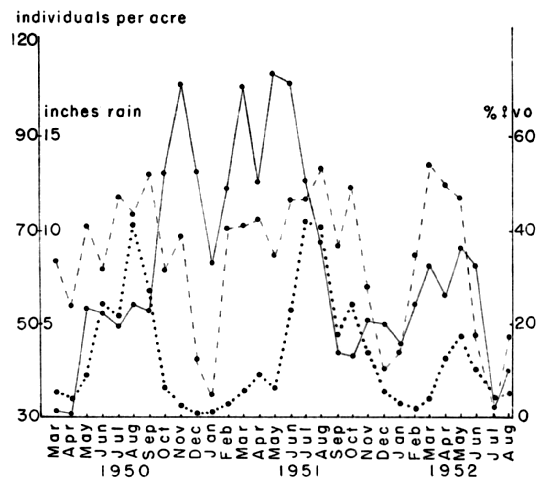 individuals per acre
120
inches rain
% ♀ vo
90 15 60
70 10 40
50 5 20
30 0
Mar Apr May Jun Jul Aug Sep Oct Nov Dec Jan Feb Mar Apr May Jun Jul Aug Sep Oct Nov Dec Jan Feb Mar Apr May Jun Jul Aug
1950 1951 1952